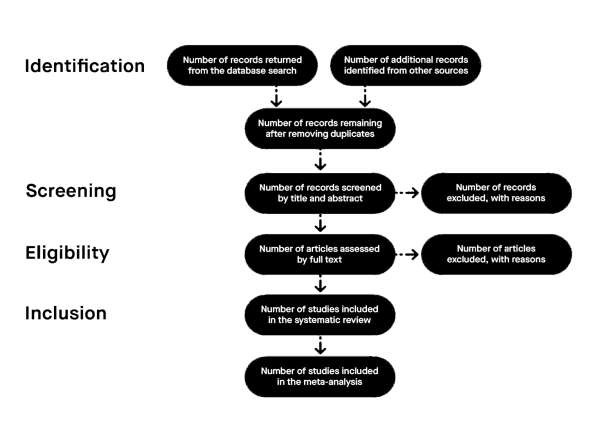 Identification
Number of records returned
from the database search
Number of additional records
identified from other sources
Number of records remaining
after removing duplicates
Screening
Number of records screened
by title and abstract
Number of records
excluded, with reasons
Eligibility
Number of articles assessed
by full text
Number of articles
excluded, with reasons
Inclusion
Number of studies included
in the systematic review
Number of studies included
in the meta-analysis